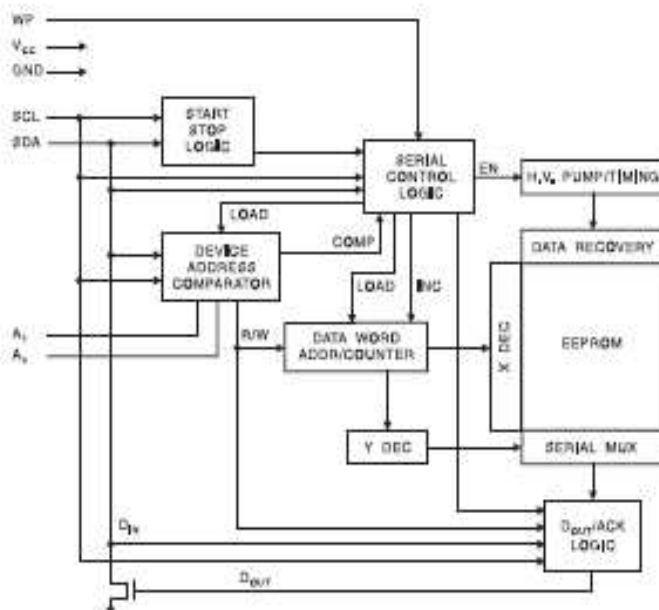 WP
VCC
GND
SCL
SDA
START
STOP
LOGIC
SERIAL
CONTROL
LOGIC
EN
H.V. PUMP/TIMING
LOAD
COMP
DEVICE
ADDRESS
COMPARATOR
LOAD
INC
DATA RECOVERY
A1
A0
R/W
DATA WORD
ADDR/COUNTER
X DEC
EEPROM
Y DEC
SERIAL MUX
DIN
DOUT/ACK
LOGIC
DOUT